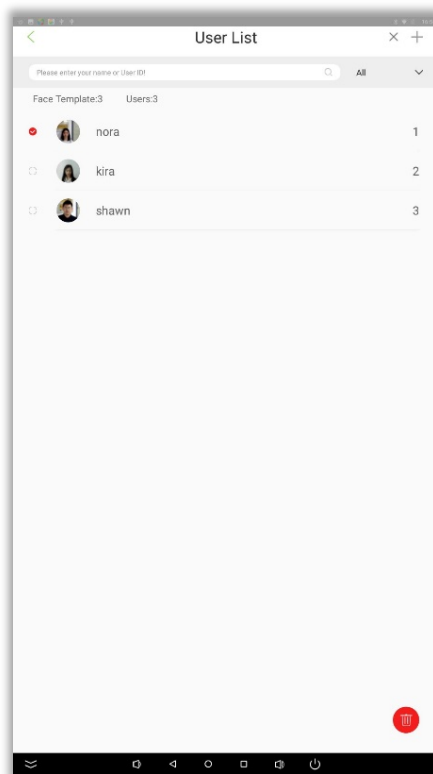 User List
Please enter your name or User ID!
All
Face Template:3 Users:3
nora 1
kira 2
shawn 3